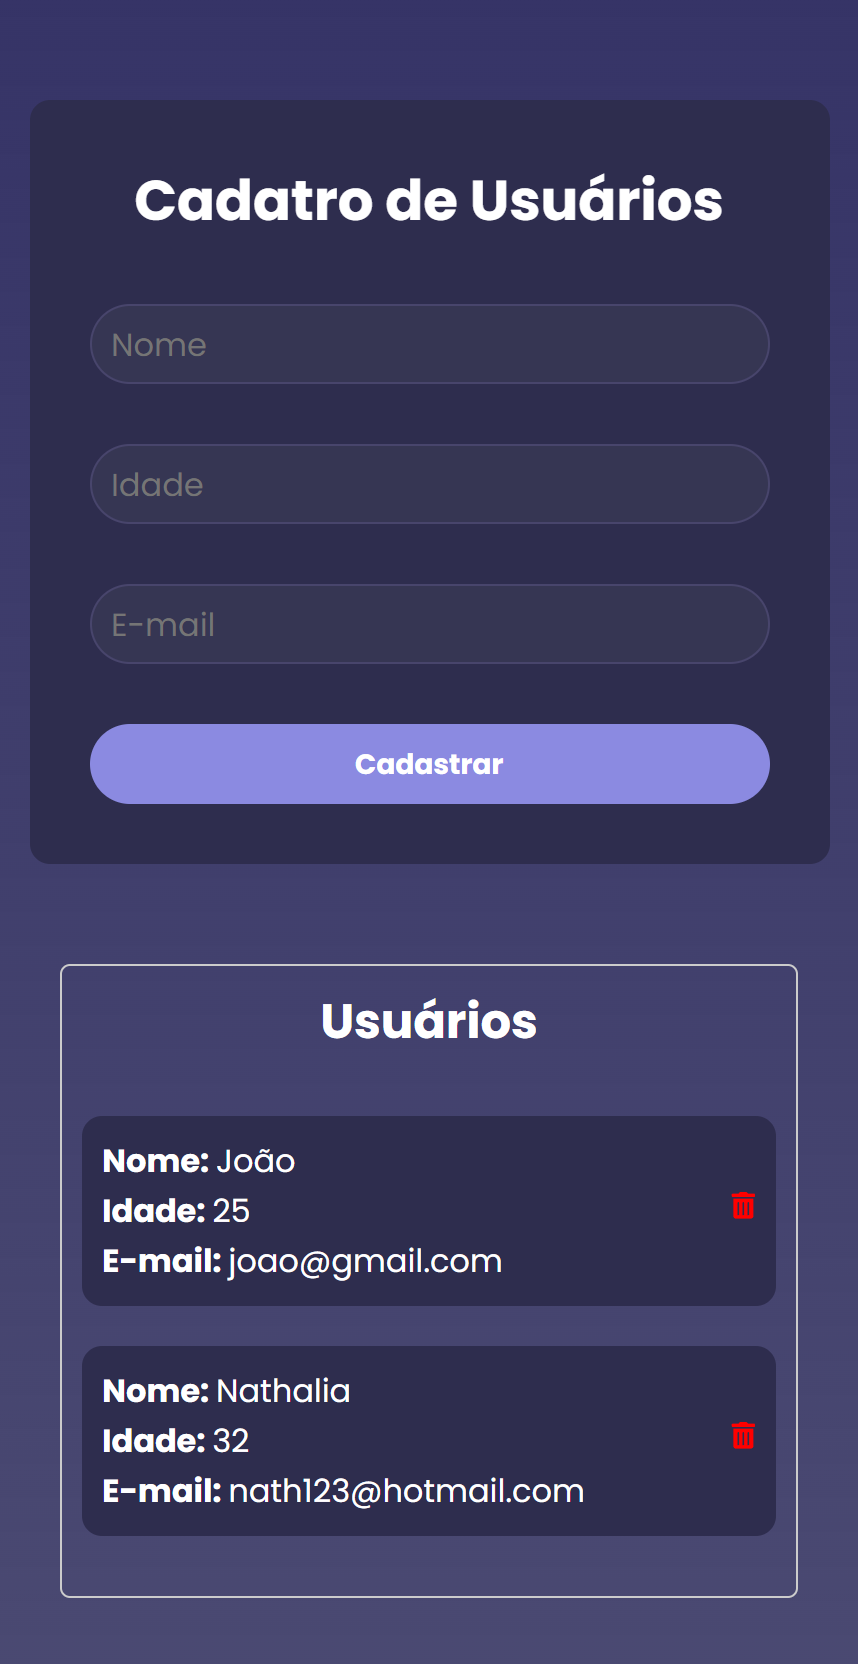 Cadatro de Usuários
Nome
Idade
E-mail
Cadastrar
Usuários
Nome: João
Idade: 25
E-mail: joao@gmail.com
Nome: Nathalia
Idade: 32
E-mail: nath123@hotmail.com